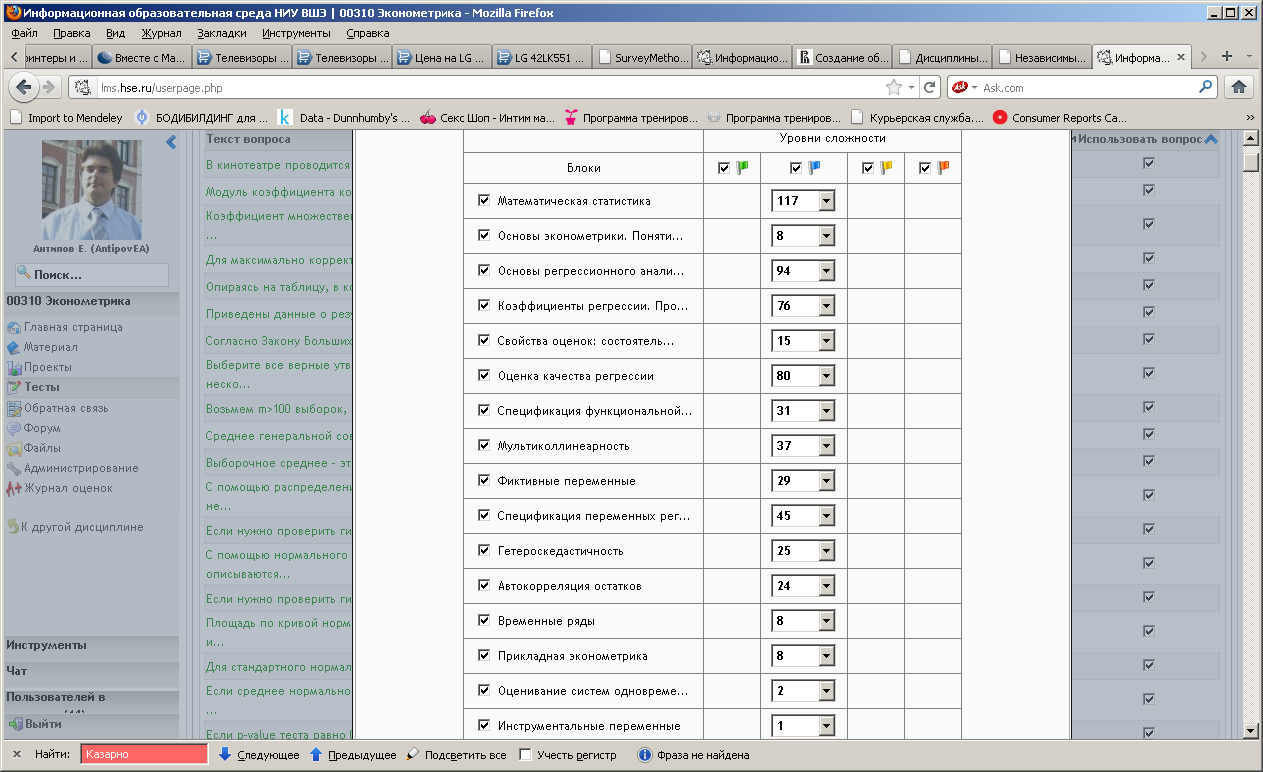 Информационная образовательная среда НИУ ВШЭ | 00310 Эконометрика - Mozilla Firefox
Файл Правка Вид Журнал Закладки Инструменты Справка
интеры и ... Вместе с Ma... Телевизоры ... Телевизоры ... Цена на LG ... LG 42LK551 ... SurveyMetho... Информацио... Создание об... Дисциплины... Независимы... Информа...
lms.hse.ru/userpage.php
Ask Ask.com
Import to Mendeley БОДИБИЛДИНГ для ... Data - Dunnhumby's ... Секс Шоп - Интим ма... Программа трениров... Программа трениров... Курьерская служба.... Consumer Reports Ca...
Антипов Е. (AntipovEA)
Поиск...
00310 Эконометрика
Главная страница
Материал
Проекты
Тесты
Обратная связь
Форум
Файлы
Администрирование
Журнал оценок
К другой дисциплине
Инструменты
Чат
Пользователей в
Выйти
Текст вопроса
В кинотеатре проводится
Модуль коэффициента ко
Коэффициент множествен
...
Для максимально коррект
Опираясь на таблицу, в к
Приведены данные о резу
Согласно Закону Больших
Выберите все верные утв
неско...
Возьмем m>100 выборок,
Среднее генеральной сов
Выборочное среднее - эт
С помощью распределени
не...
Если нужно проверить ги
С помощью нормального
описываются...
Если нужно проверить ги
Площадь по кривой норм
и...
Для стандартного нормал
Если среднее нормально
...
Если p-value теста равно
Уровни сложности
Блоки
Математическая статистика 117
Основы эконометрики. Поняти... 8
Основы регрессионного анали... 94
Коэффициенты регрессии. Про... 76
Свойства оценок: состоятель... 15
Оценка качества регрессии 80
Спецификация функциональной... 31
Мультиколлинеарность 37
Фиктивные переменные 29
Спецификация переменных рег... 45
Гетероскедастичность 25
Автокорреляция остатков 24
Временные ряды 8
Прикладная эконометрика 8
Оценивание систем одновреме... 2
Инструментальные переменные 1
Использовать вопрос
Найти: Казарно Следующее Предыдущее Подсветить все Учесть регистр Фраза не найдена